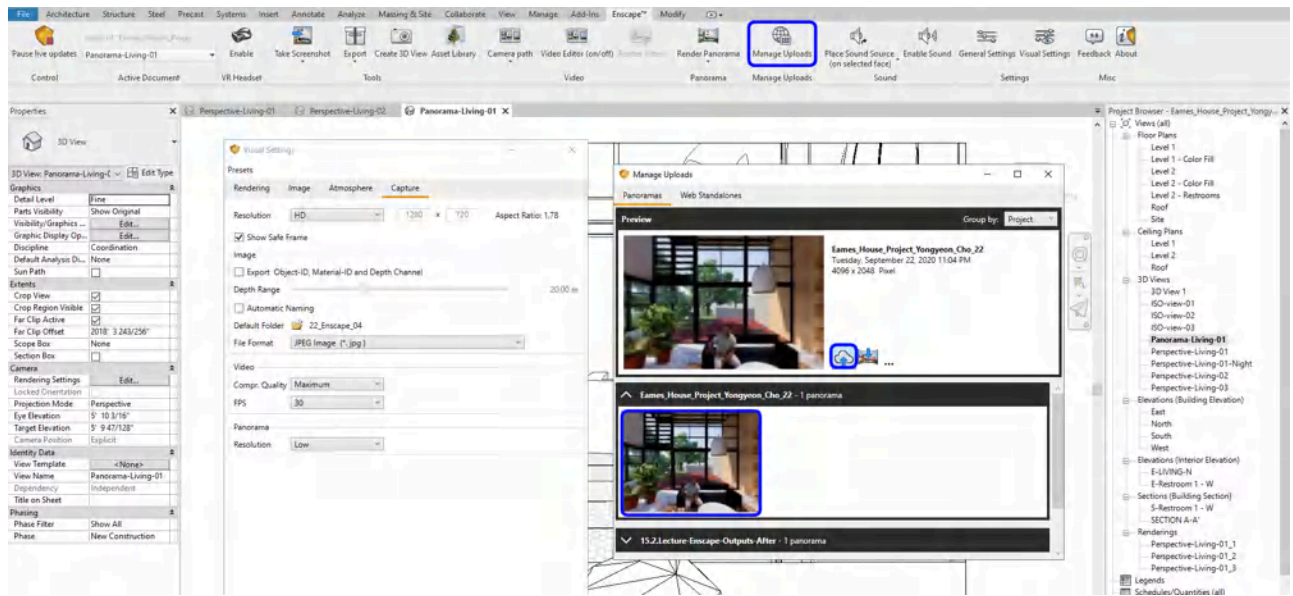 File Architecture Structure Steel Precast Systems Insert Annotate Analyze Massing & Site Collaborate View Manage Add-Ins Enscape™ Modify
Pause live updates
Panorama-Living-01
Enable
Take Screenshot
Export
Create 3D View
Asset Library
Camera path
Video Editor (on/off)
Render Panorama
Manage Uploads
Place Sound Source (on selected face)
Enable Sound
General Settings
Visual Settings
Feedback
About
Control Active Document VR Headset Tools Video Panorama Manage Uploads Sound Settings Misc
Properties
3D View
3D View: Panorama-Living-( Edit Type
Graphics
Detail Level Fine
Parts Visibility Show Original
Visibility/Graphics ... Edit...
Graphic Display Op... Edit...
Discipline Coordination
Default Analysis Di... None
Sun Path
Extents
Crop View
Crop Region Visible
Far Clip Active
Far Clip Offset 2018' 3 243/256"
Scope Box None
Section Box
Camera
Rendering Settings Edit...
Locked Orientation
Projection Mode Perspective
Eye Elevation 5' 10 3/16"
Target Elevation 5' 9 47/128"
Camera Position Explicit
Identity Data
View Template <None>
View Name Panorama-Living-01
Dependency Independent
Title on Sheet
Phasing
Phase Filter Show All
Phase New Construction
Perspective-Living-01 Perspective-Living-02 Panorama-Living-01
Visual Settings
Presets
Rendering Image Atmosphere Capture
Resolution HD 1280 x 720 Aspect Ratio: 1.78
Show Safe Frame
Image
Export Object-ID, Material-ID and Depth Channel
Depth Range 20.00 m
Automatic Naming
Default Folder 22_Enscape_04
File Format JPEG Image (*.jpg)
Video
Compr. Quality Maximum
FPS 30
Panorama
Resolution Low
Manage Uploads
Panoramas Web Standalones
Preview Group by: Project
Eames_House_Project_Yongyeon_Cho_22
Tuesday, September 22, 2020 11:04 PM
4096 x 2048 Pixel
...
Eames_House_Project_Yongyeon_Cho_22 - 1 panorama
15.2.Lecture-Enscape-Outputs-After - 1 panorama
Project Browser - Eames_House_Project_Yongy...
Views (all)
Floor Plans
Level 1
Level 1 - Color Fill
Level 2
Level 2 - Color Fill
Level 2 - Restrooms
Roof
Site
Ceiling Plans
Level 1
Level 2
Roof
3D Views
3D View 1
ISO-view-01
ISO-view-02
ISO-view-03
Panorama-Living-01
Perspective-Living-01
Perspective-Living-01-Night
Perspective-Living-02
Perspective-Living-03
Elevations (Building Elevation)
East
North
South
West
Elevations (Interior Elevation)
E-LIVING-N
E-Restroom 1 - W
Sections (Building Section)
S-Restroom 1 - W
SECTION A-A'
Renderings
Perspective-Living-01_1
Perspective-Living-01_2
Perspective-Living-01_3
Legends
Schedules/Quantities (all)